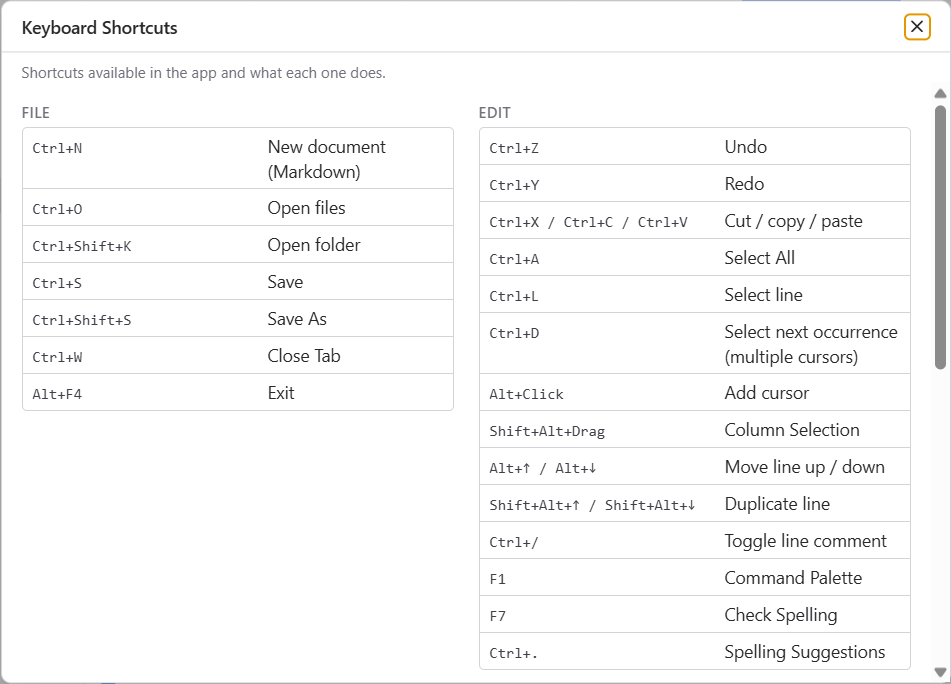 Keyboard Shortcuts
Shortcuts available in the app and what each one does.
FILE
Ctrl+N New document
(Markdown)
Ctrl+O Open files
Ctrl+Shift+K Open folder
Ctrl+S Save
Ctrl+Shift+S Save As
Ctrl+W Close Tab
Alt+F4 Exit
EDIT
Ctrl+Z Undo
Ctrl+Y Redo
Ctrl+X / Ctrl+C / Ctrl+V Cut / copy / paste
Ctrl+A Select All
Ctrl+L Select line
Ctrl+D Select next occurrence
(multiple cursors)
Alt+Click Add cursor
Shift+Alt+Drag Column Selection
Alt+↑ / Alt+↓ Move line up / down
Shift+Alt+↑ / Shift+Alt+↓ Duplicate line
Ctrl+/ Toggle line comment
F1 Command Palette
F7 Check Spelling
Ctrl+. Spelling Suggestions